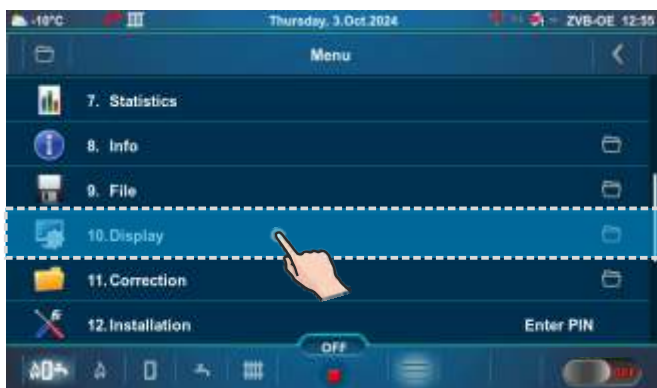 -10°C Thursday, 3.Oct.2024 ZVB-OE 12:55
Menu
7. Statistics
8. Info
9. File
10. Display
11. Correction
12. Installation Enter PIN
OFF
OFF